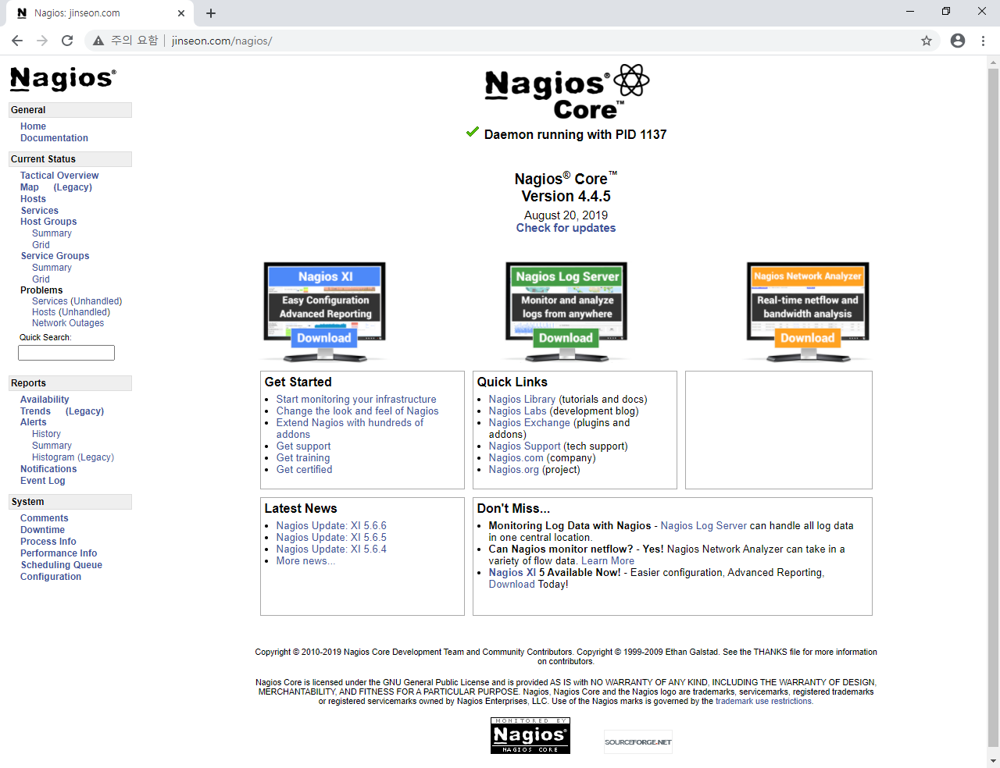 Nagios: jinseon.com
주의 요함 jinseon.com/nagios/
Nagios®
General
Home
Documentation
Current Status
Tactical Overview
Map (Legacy)
Hosts
Services
Host Groups
Summary
Grid
Service Groups
Summary
Grid
Problems
Services (Unhandled)
Hosts (Unhandled)
Network Outages
Quick Search:
Reports
Availability
Trends (Legacy)
Alerts
History
Summary
Histogram (Legacy)
Notifications
Event Log
System
Comments
Downtime
Process Info
Performance Info
Scheduling Queue
Configuration
Nagios®
Core™
Daemon running with PID 1137
Nagios® Core™
Version 4.4.5
August 20, 2019
Check for updates
Nagios XI
Easy Configuration
Advanced Reporting
Download
Nagios Log Server
Monitor and analyze
logs from anywhere
Download
Nagios Network Analyzer
Real-time netflow and
bandwidth analysis
Download
Get Started
Start monitoring your infrastructure
Change the look and feel of Nagios
Extend Nagios with hundreds of
addons
Get support
Get training
Get certified
Quick Links
Nagios Library (tutorials and docs)
Nagios Labs (development blog)
Nagios Exchange (plugins and
addons)
Nagios Support (tech support)
Nagios.com (company)
Nagios.org (project)
Latest News
Nagios Update: XI 5.6.6
Nagios Update: XI 5.6.5
Nagios Update: XI 5.6.4
More news...
Don't Miss...
Monitoring Log Data with Nagios - Nagios Log Server can handle all log data
in one central location.
Can Nagios monitor netflow? - Yes! Nagios Network Analyzer can take in a
variety of flow data. Learn More
Nagios XI 5 Available Now! - Easier configuration, Advanced Reporting,
Download Today!
Copyright © 2010-2019 Nagios Core Development Team and Community Contributors. Copyright © 1999-2009 Ethan Galstad. See the THANKS file for more information
on contributors.
Nagios Core is licensed under the GNU General Public License and is provided AS IS with NO WARRANTY OF ANY KIND, INCLUDING THE WARRANTY OF DESIGN,
MERCHANTABILITY, AND FITNESS FOR A PARTICULAR PURPOSE. Nagios, Nagios Core and the Nagios logo are trademarks, servicemarks, registered trademarks
or registered servicemarks owned by Nagios Enterprises, LLC. Use of the Nagios marks is governed by the trademark use restrictions.
MONITORED BY
Nagios®
NAGIOS CORE
SOURCEFORGE.NET